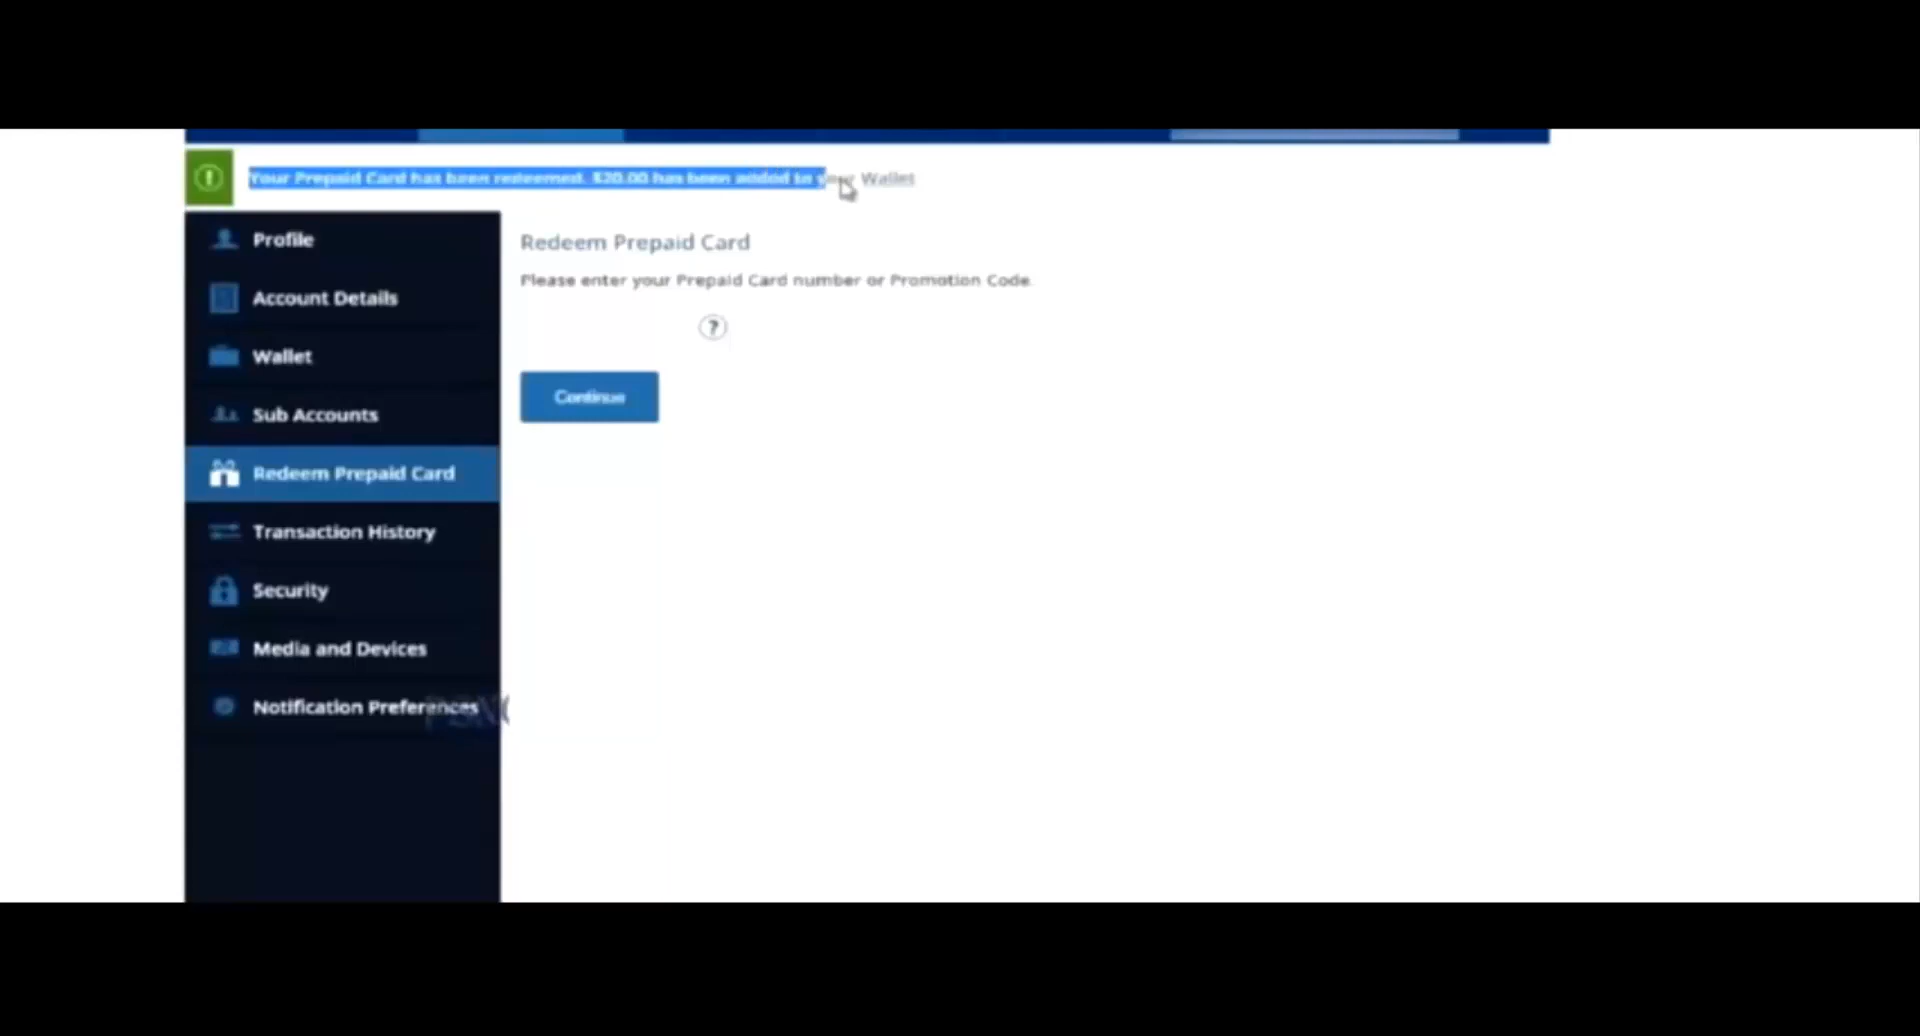 Your Prepaid Card has been redeemed. $20.00 has been added to your Wallet
Profile
Account Details
Wallet
Sub Accounts
Redeem Prepaid Card
Transaction History
Security
Media and Devices
Notification Preferences
Redeem Prepaid Card
Please enter your Prepaid Card number or Promotion Code.
?
Continue